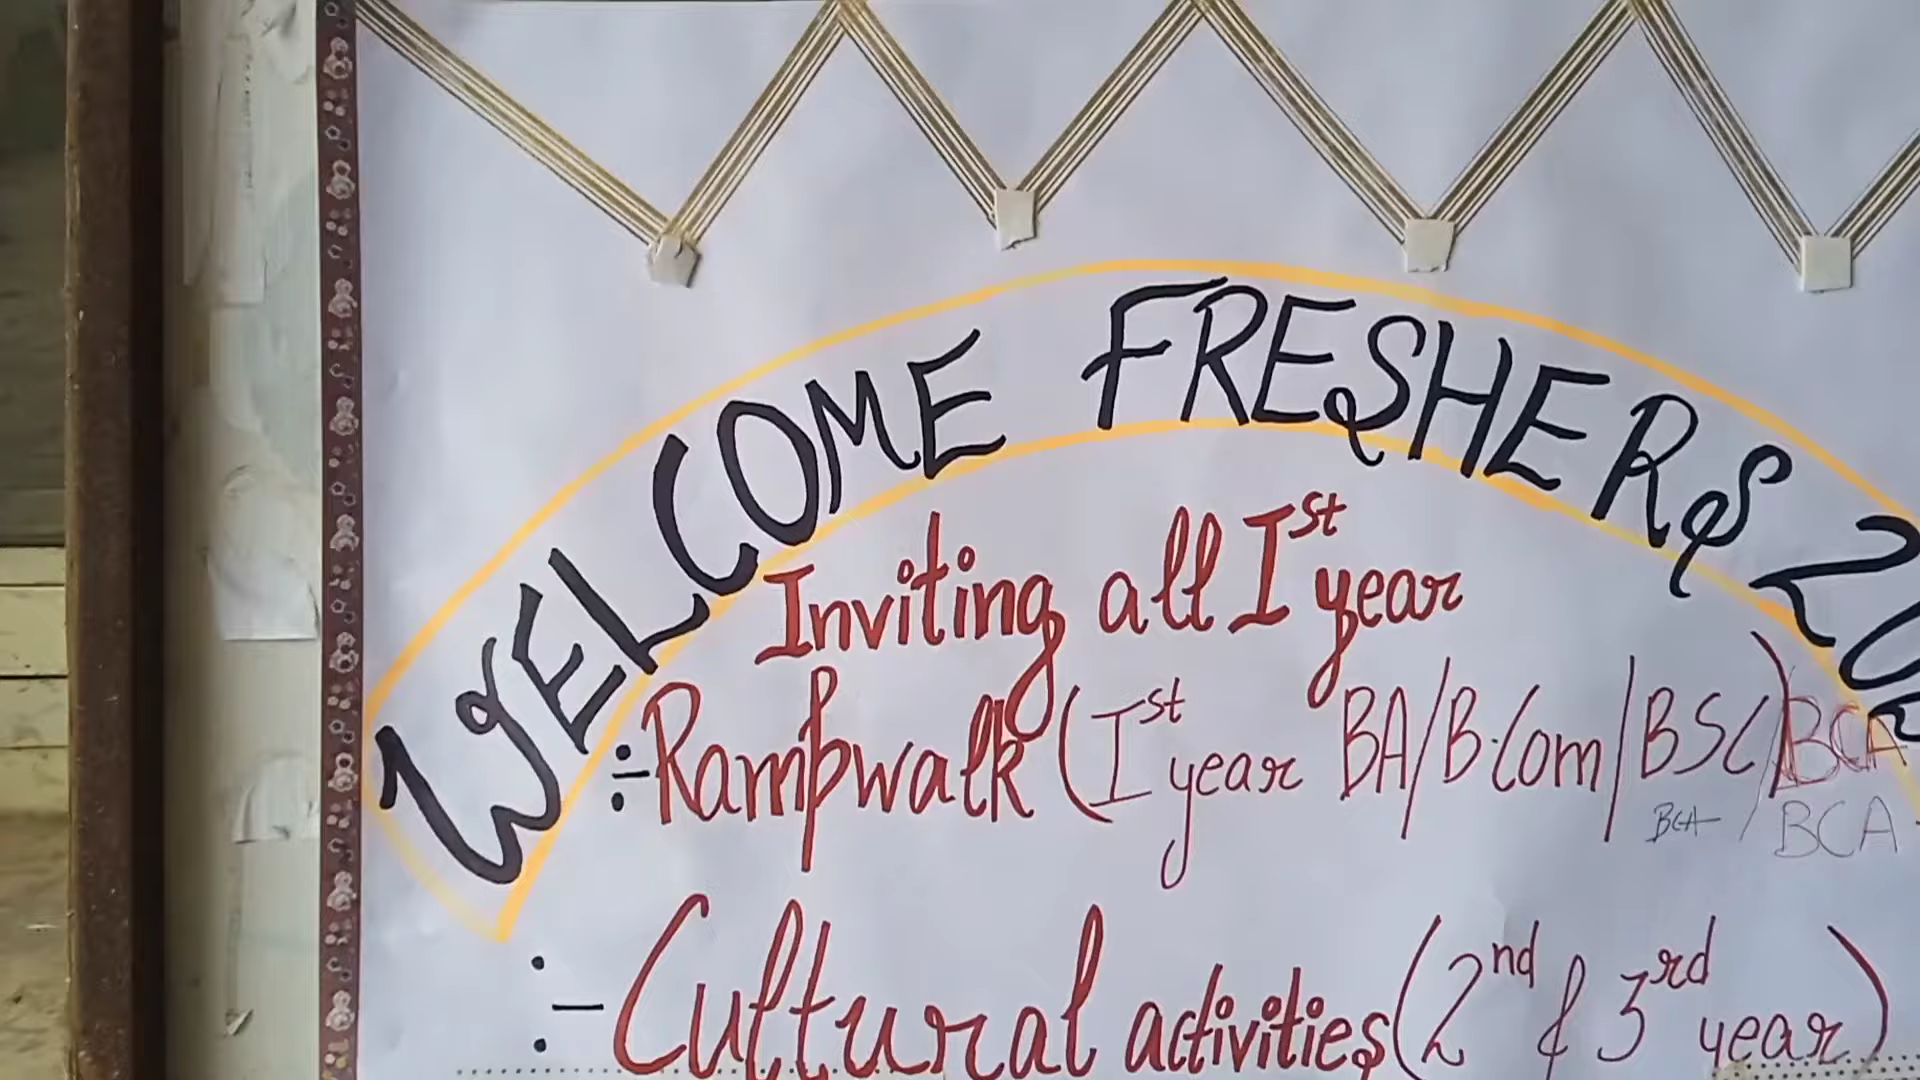 WELCOME FRESHERS
Inviting all Ist year
:- Rampwalk (Ist year BA/B.Com/BSC) BCA
BCA / BCA
:- Cultural activities (2nd & 3rd year)